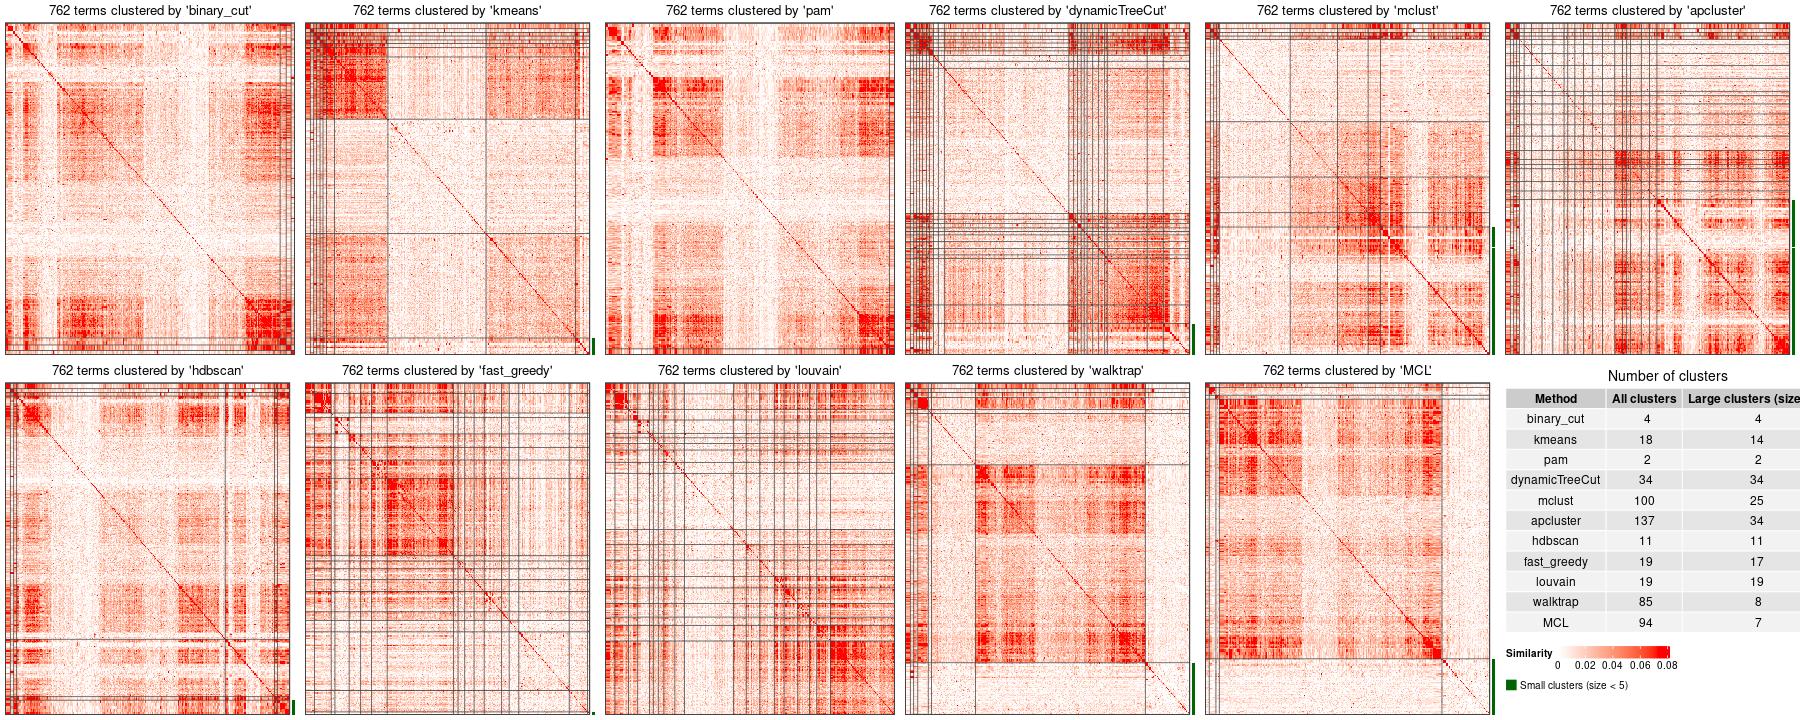 762 terms clustered by 'binary_cut'
762 terms clustered by 'kmeans'
762 terms clustered by 'pam'
762 terms clustered by 'dynamicTreeCut'
762 terms clustered by 'mclust'
762 terms clustered by 'apcluster'
762 terms clustered by 'hdbscan'
762 terms clustered by 'fast_greedy'
762 terms clustered by 'louvain'
762 terms clustered by 'walktrap'
762 terms clustered by 'MCL'
Number of clusters
Method All clusters Large clusters (size
binary_cut 4 4
kmeans 18 14
pam 2 2
dynamicTreeCut 34 34
mclust 100 25
apcluster 137 34
hdbscan 11 11
fast_greedy 19 17
louvain 19 19
walktrap 85 8
MCL 94 7
Similarity
0 0.02 0.04 0.06 0.08
Small clusters (size < 5)